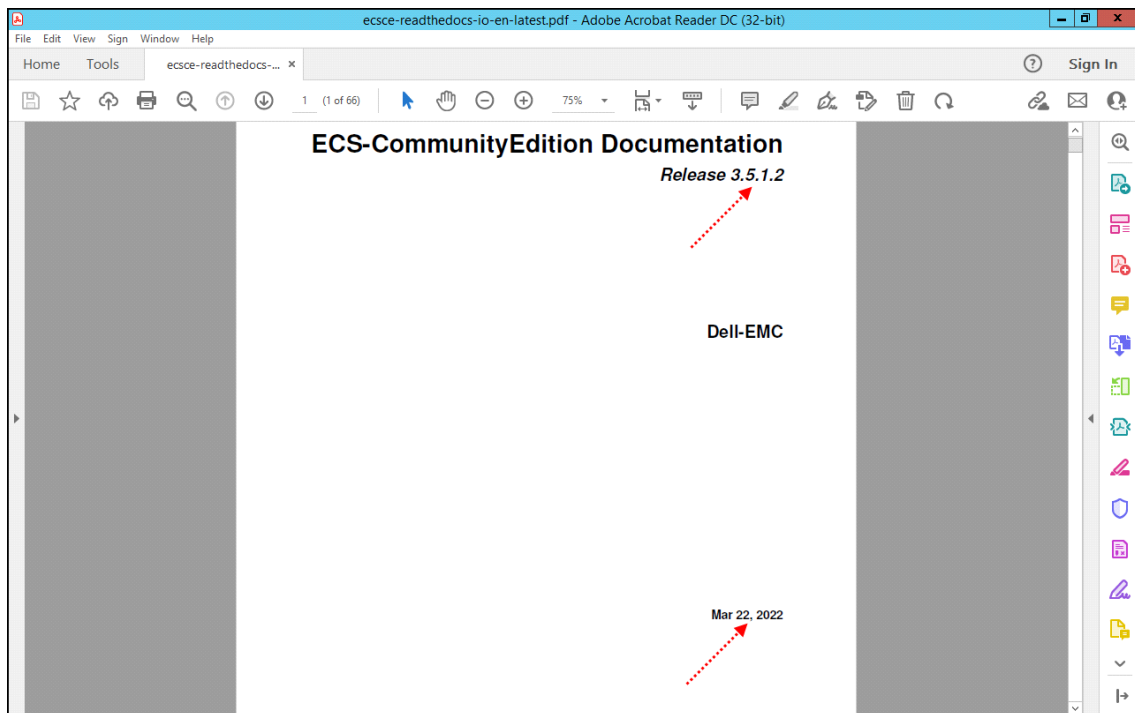 ecsce-readthedocs-io-en-latest.pdf - Adobe Acrobat Reader DC (32-bit)
File Edit View Sign Window Help
Home Tools ecsce-readthedocs-... × Sign In
1 (1 of 66) 75%
ECS-CommunityEdition Documentation
Release 3.5.1.2
Dell-EMC
Mar 22, 2022